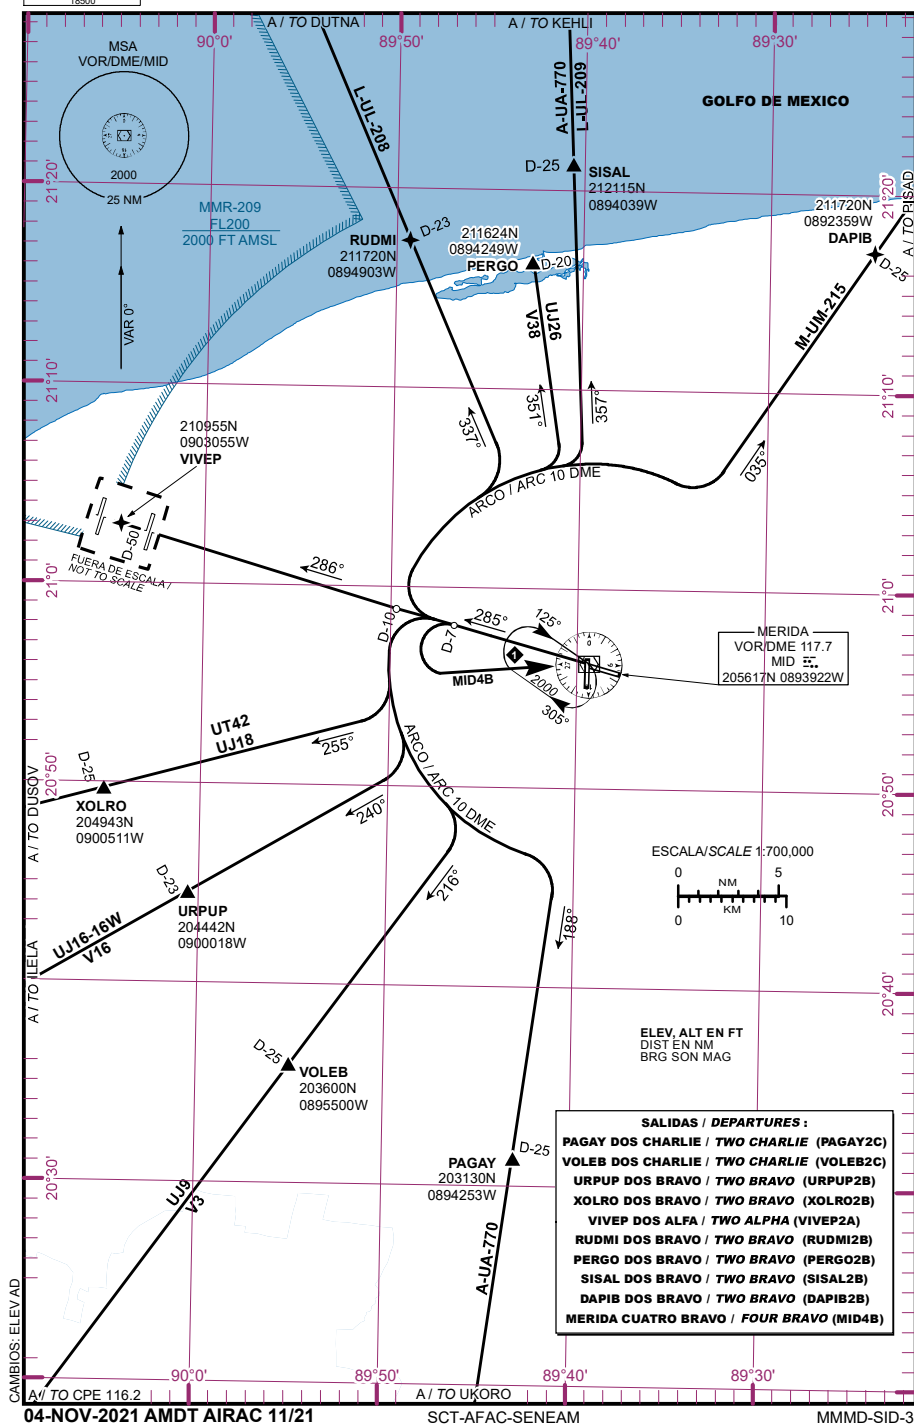 18500
A / TO DUTNA
A / TO KEHLI
90°0'
89°50'
89°40'
89°30'
MSA
VOR/DME/MID
2000
25 NM
GOLFO DE MEXICO
L-UL-208
A-UA-770
L-UL-209
D-25
SISAL
212115N
0894039W
21°20'
21°20'
A / TO PISAD
MMR-209
FL200
2000 FT AMSL
RUDMI
211720N
0894903W
D-23
211624N
0894249W
PERGO
D-20
211720N
0892359W
DAPIB
D-25
VAR 0°
UJ26
V38
M-UM-215
21°10'
21°10'
337°
351°
357°
035°
210955N
0903055W
VIVEP
D-50
FUERA DE ESCALA /
NOT TO SCALE
ARCO / ARC 10 DME
286°
21°0'
21°0'
D-10
D-7
285°
125°
1
MID4B
2000
305°
MERIDA
VOR/DME 117.7
MID
205617N 0893922W
UT42
UJ18
255°
D-25
XOLRO
204943N
0900511W
A / TO DUSOV
20°50'
20°50'
ARCO / ARC 10 DME
240°
D-23
URPUP
204442N
0900018W
216°
188°
ESCALA/SCALE 1:700,000
0 5
NM
KM
0 10
UJ16-16W
V16
A / TO ILELA
20°40'
D-25
VOLEB
203600N
0895500W
ELEV, ALT EN FT
DIST EN NM
BRG SON MAG
D-25
PAGAY
203130N
0894253W
20°30'
UJ9
V3
A-UA-770
SALIDAS / DEPARTURES :
PAGAY DOS CHARLIE / TWO CHARLIE (PAGAY2C)
VOLEB DOS CHARLIE / TWO CHARLIE (VOLEB2C)
URPUP DOS BRAVO / TWO BRAVO (URPUP2B)
XOLRO DOS BRAVO / TWO BRAVO (XOLRO2B)
VIVEP DOS ALFA / TWO ALPHA (VIVEP2A)
RUDMI DOS BRAVO / TWO BRAVO (RUDMI2B)
PERGO DOS BRAVO / TWO BRAVO (PERGO2B)
SISAL DOS BRAVO / TWO BRAVO (SISAL2B)
DAPIB DOS BRAVO / TWO BRAVO (DAPIB2B)
MERIDA CUATRO BRAVO / FOUR BRAVO (MID4B)
CAMBIOS: ELEV AD
90°0'
89°50'
89°40'
89°30'
A / TO CPE 116.2
A / TO UKORO
04-NOV-2021 AMDT AIRAC 11/21
SCT-AFAC-SENEAM
MMMD-SID-3